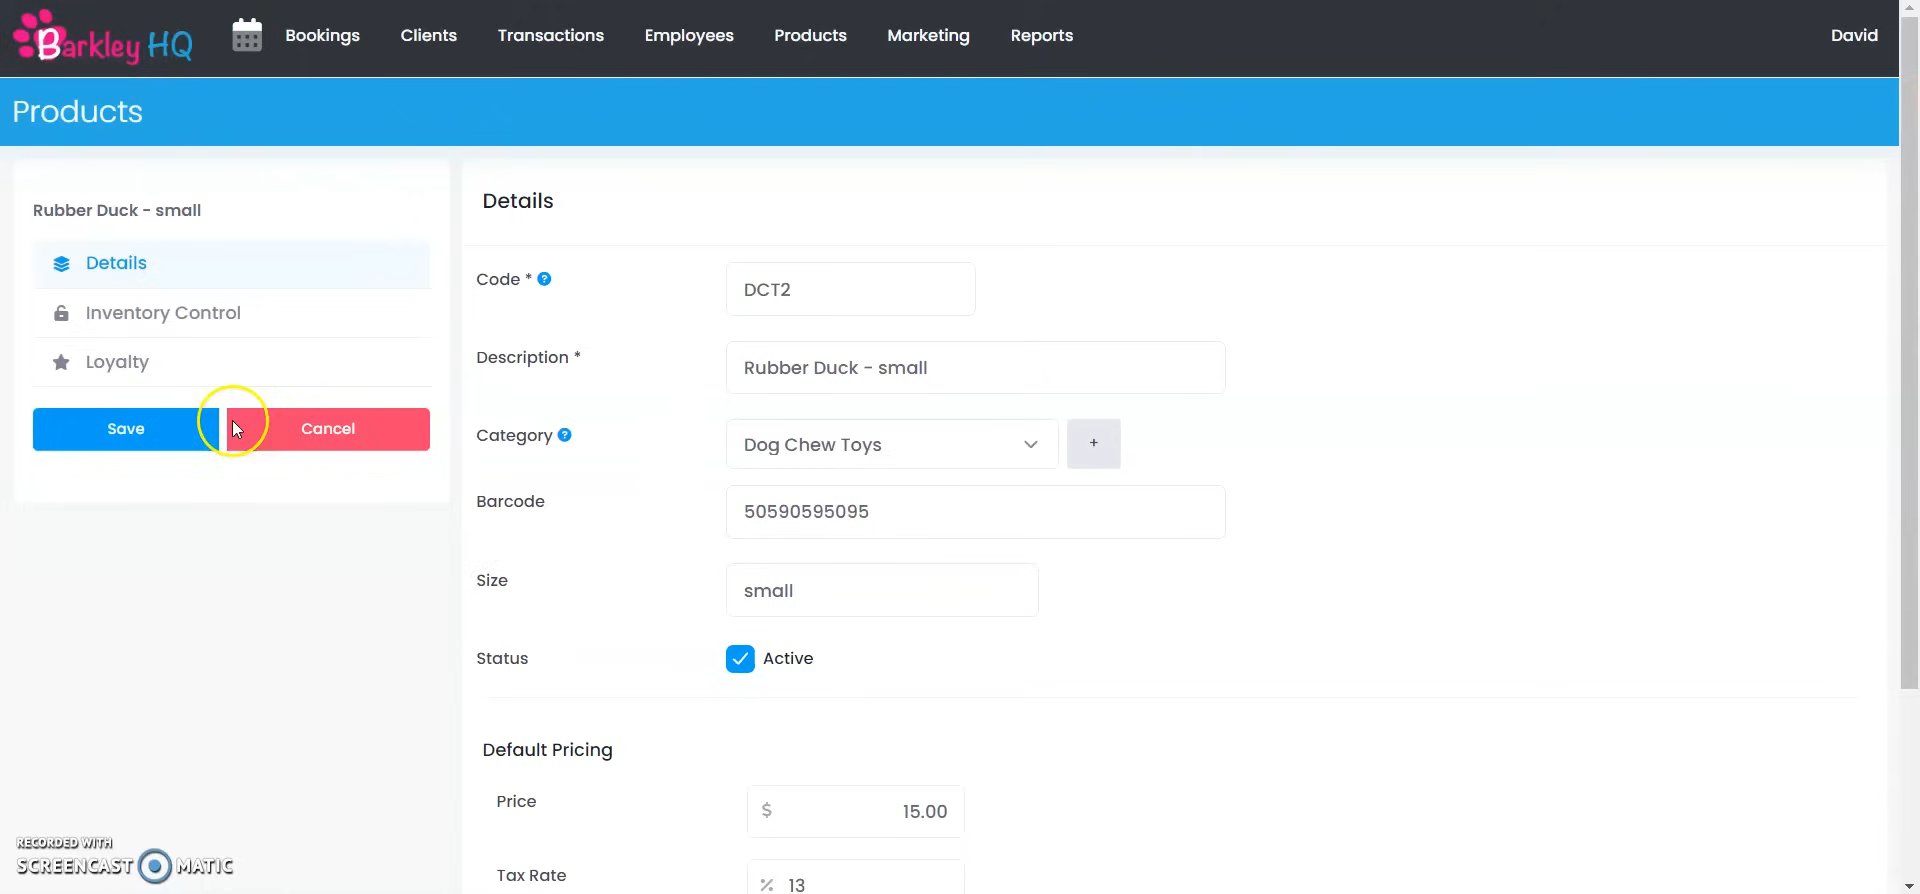 Barkley HQ
Bookings Clients Transactions Employees Products Marketing Reports David
Products
Rubber Duck - small
Details
Inventory Control
Loyalty
Save Cancel
Details
Code * ?
DCT2
Description *
Rubber Duck - small
Category ?
Dog Chew Toys
+
Barcode
50590595095
Size
small
Status
Active
Default Pricing
Price
$ 15.00
Tax Rate
% 13
RECORDED WITH
SCREENCAST MATIC